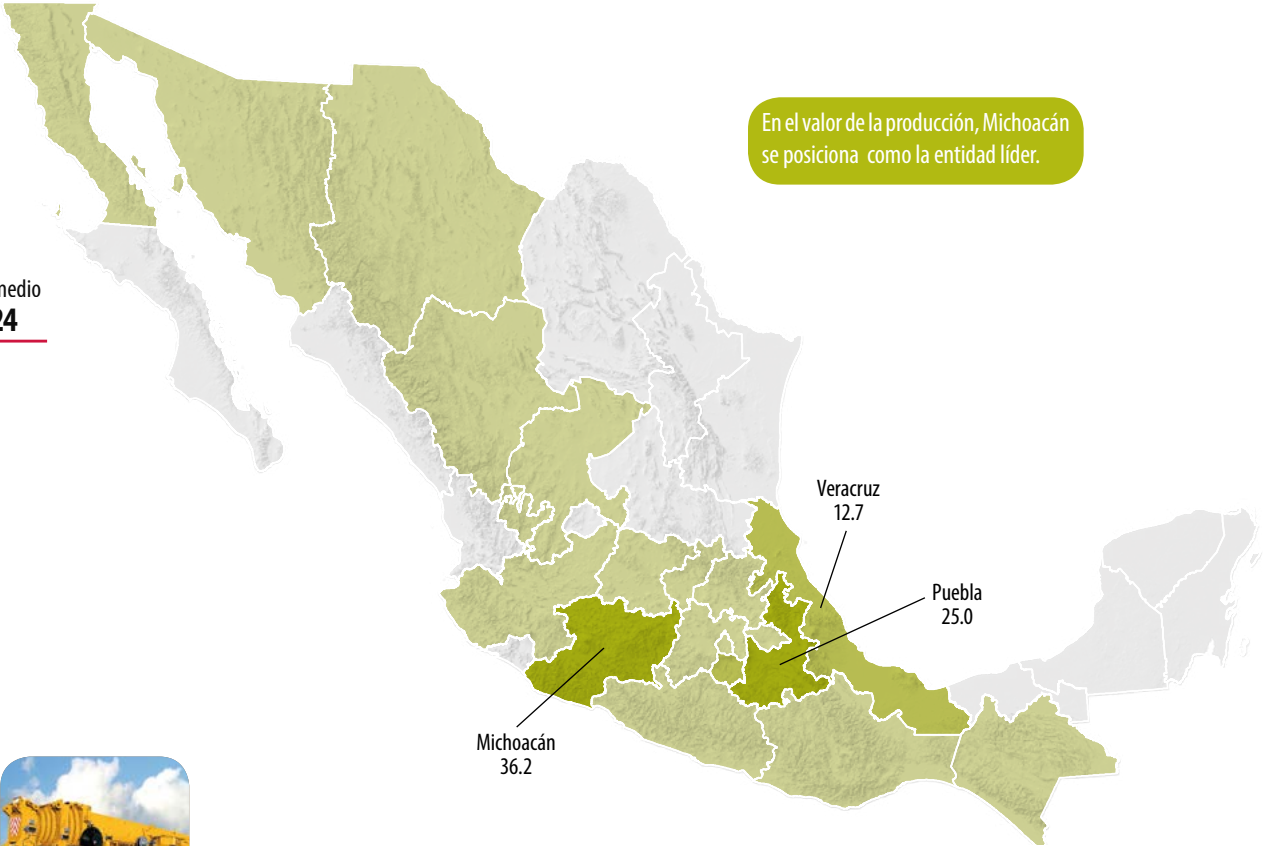 En el valor de la producción, Michoacán
se posiciona como la entidad líder.
Veracruz
12.7
Puebla
25.0
Michoacán
36.2